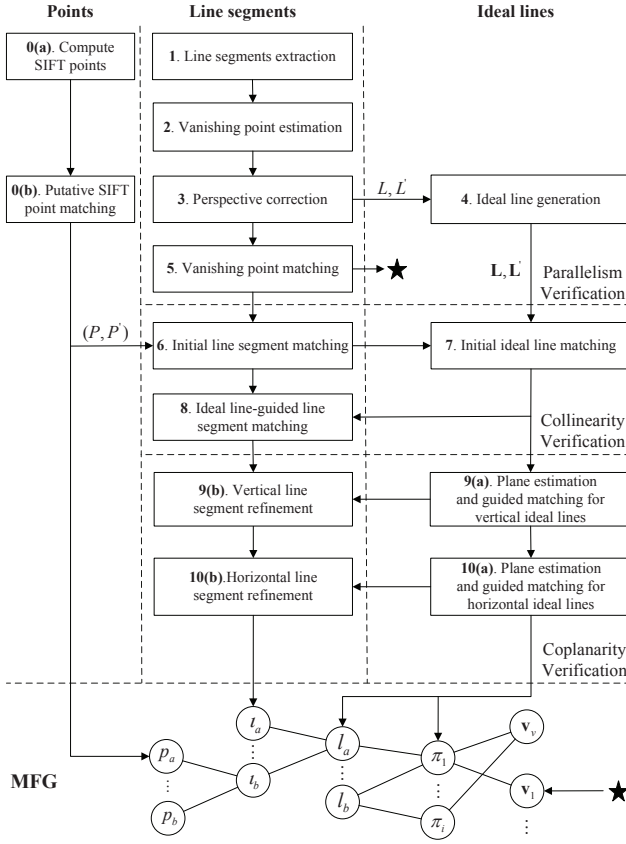 Points
Line segments
Ideal lines
0(a). Compute
SIFT points
1. Line segments extraction
2. Vanishing point estimation
0(b). Putative SIFT
point matching
3. Perspective correction
L, L'
4. Ideal line generation
5. Vanishing point matching
L, L'
Parallelism
Verification
(P, P')
6. Initial line segment matching
7. Initial ideal line matching
8. Ideal line-guided line
segment matching
Collinearity
Verification
9(b). Vertical line
segment refinement
9(a). Plane estimation
and guided matching for
vertical ideal lines
10(b).Horizontal line
segment refinement
10(a). Plane estimation
and guided matching for
horizontal ideal lines
Coplanarity
Verification
MFG
p_a
⋮
p_b
ι_a
⋮
ι_b
l_a
⋮
l_b
π_1
⋮
π_i
v_v
v_1
⋮